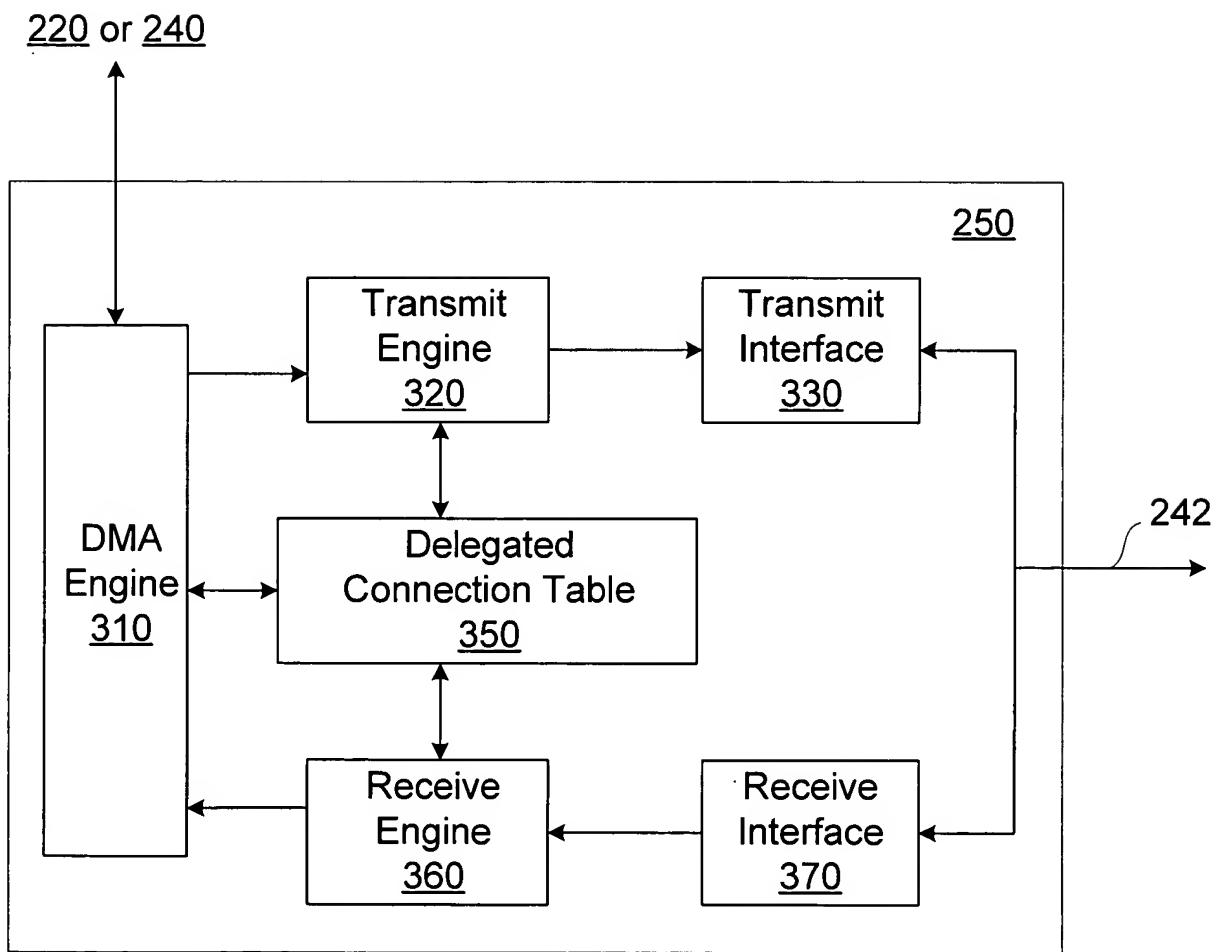 220 or 240
250
Transmit
Engine
320
Transmit
Interface
330
242
DMA
Engine
310
Delegated
Connection Table
350
Receive
Engine
360
Receive
Interface
370